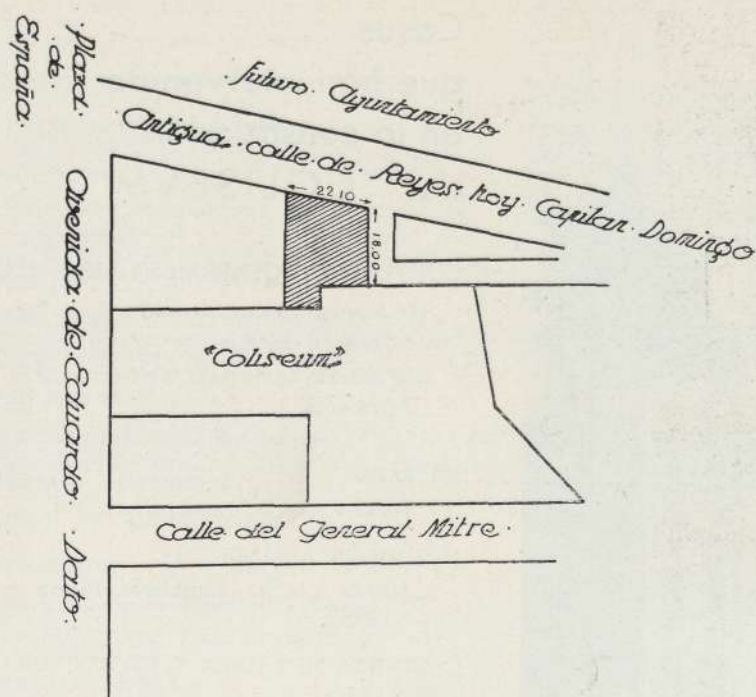 Plaza.
de.
España.
futuro. Ayuntamiento
Antigua. calle. de. Reyes. hoy. Capitan. Domingo
22.10
18.00
"Coliseum"
Avenida. de. Eduardo. Dato.
Calle. del General Mitre.